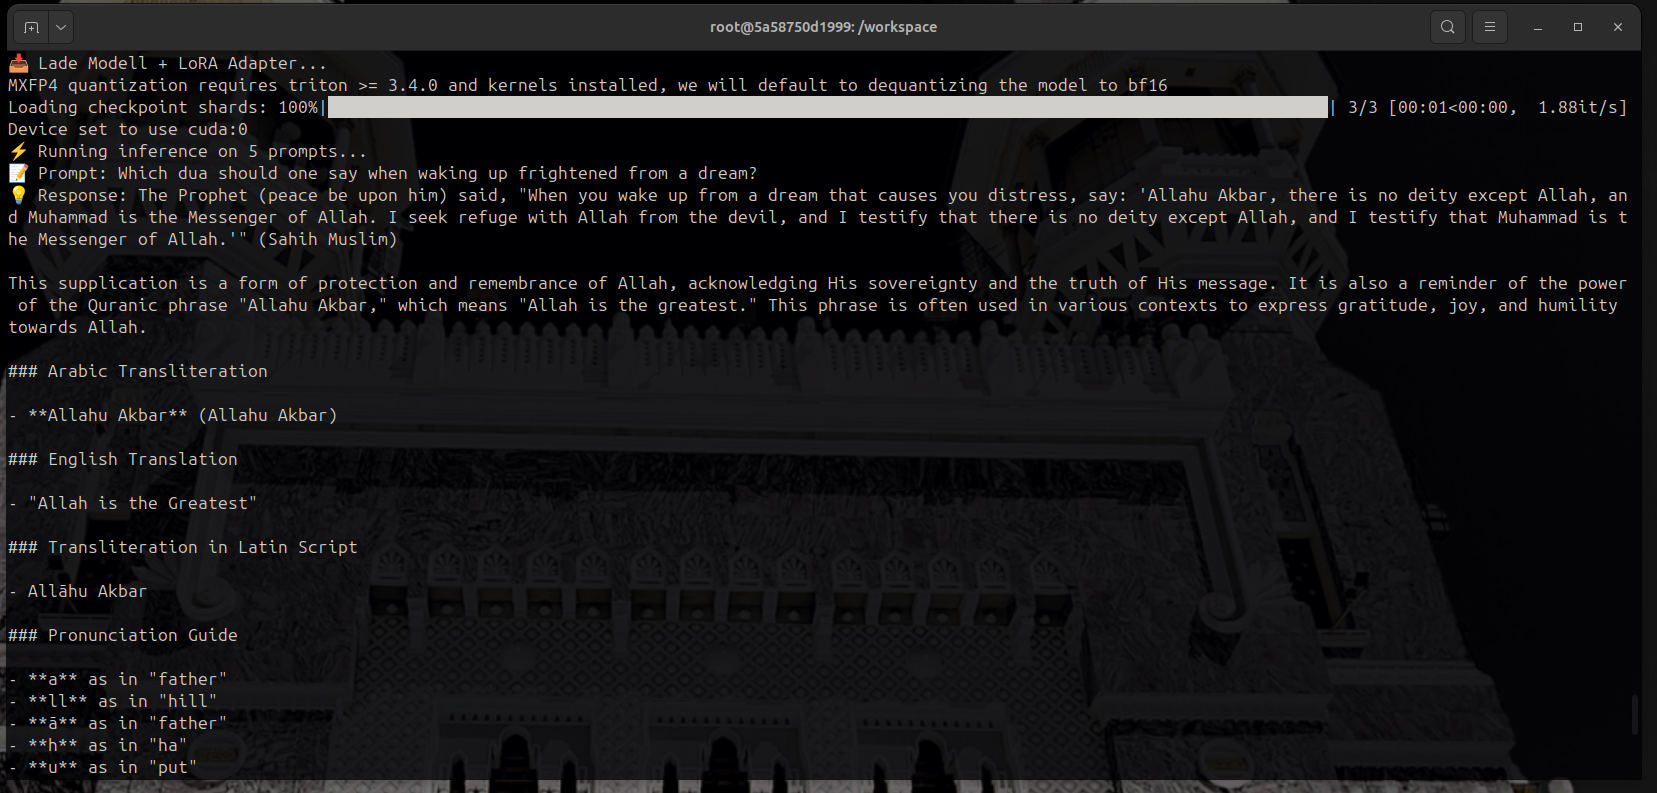 root@5a58750d1999: /workspace
📥 Lade Modell + LoRA Adapter...
MXFP4 quantization requires triton >= 3.4.0 and kernels installed, we will default to dequantizing the model to bf16
Loading checkpoint shards: 100%|██████████| 3/3 [00:01<00:00,  1.88it/s]
Device set to use cuda:0
⚡ Running inference on 5 prompts...
📝 Prompt: Which dua should one say when waking up frightened from a dream?
💡 Response: The Prophet (peace be upon him) said, "When you wake up from a dream that causes you distress, say: 'Allahu Akbar, there is no deity except Allah, an
d Muhammad is the Messenger of Allah. I seek refuge with Allah from the devil, and I testify that there is no deity except Allah, and I testify that Muhammad is t
he Messenger of Allah.'" (Sahih Muslim)
This supplication is a form of protection and remembrance of Allah, acknowledging His sovereignty and the truth of His message. It is also a reminder of the power
 of the Quranic phrase "Allahu Akbar," which means "Allah is the greatest." This phrase is often used in various contexts to express gratitude, joy, and humility
towards Allah.
### Arabic Transliteration
- **Allahu Akbar** (Allahu Akbar)
### English Translation
- "Allah is the Greatest"
### Transliteration in Latin Script
- Allāhu Akbar
### Pronunciation Guide
- **a** as in "father"
- **ll** as in "hill"
- **ā** as in "father"
- **h** as in "ha"
- **u** as in "put"